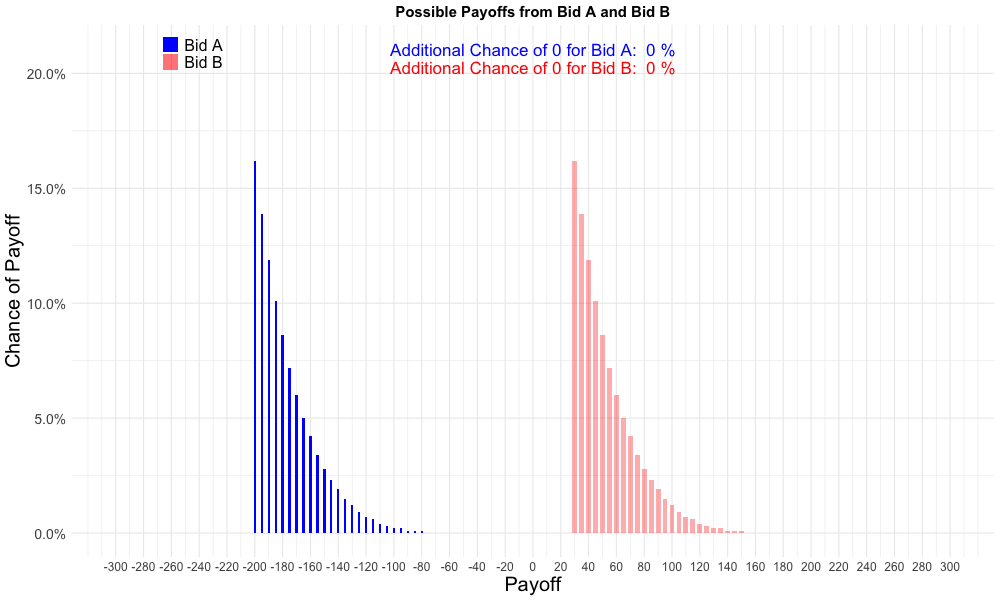 Possible Payoffs from Bid A and Bid B
Bid A
Bid B
Additional Chance of 0 for Bid A:  0 %
Additional Chance of 0 for Bid B:  0 %
Chance of Payoff
20.0%
15.0%
10.0%
5.0%
0.0%
-300 -280 -260 -240 -220 -200 -180 -160 -140 -120 -100 -80 -60 -40 -20 0 20 40 60 80 100 120 140 160 180 200 220 240 260 280 300
Payoff